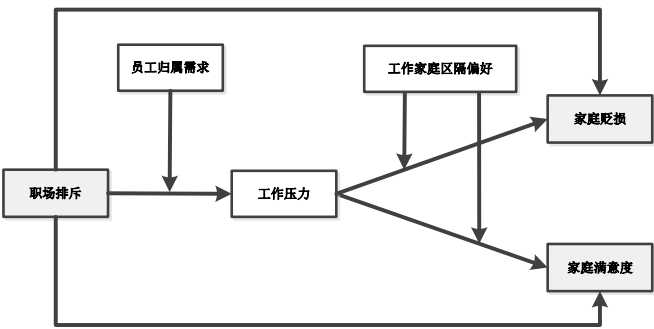 员工归属需求
工作家庭区隔偏好
家庭贬损
职场排斥
工作压力
家庭满意度